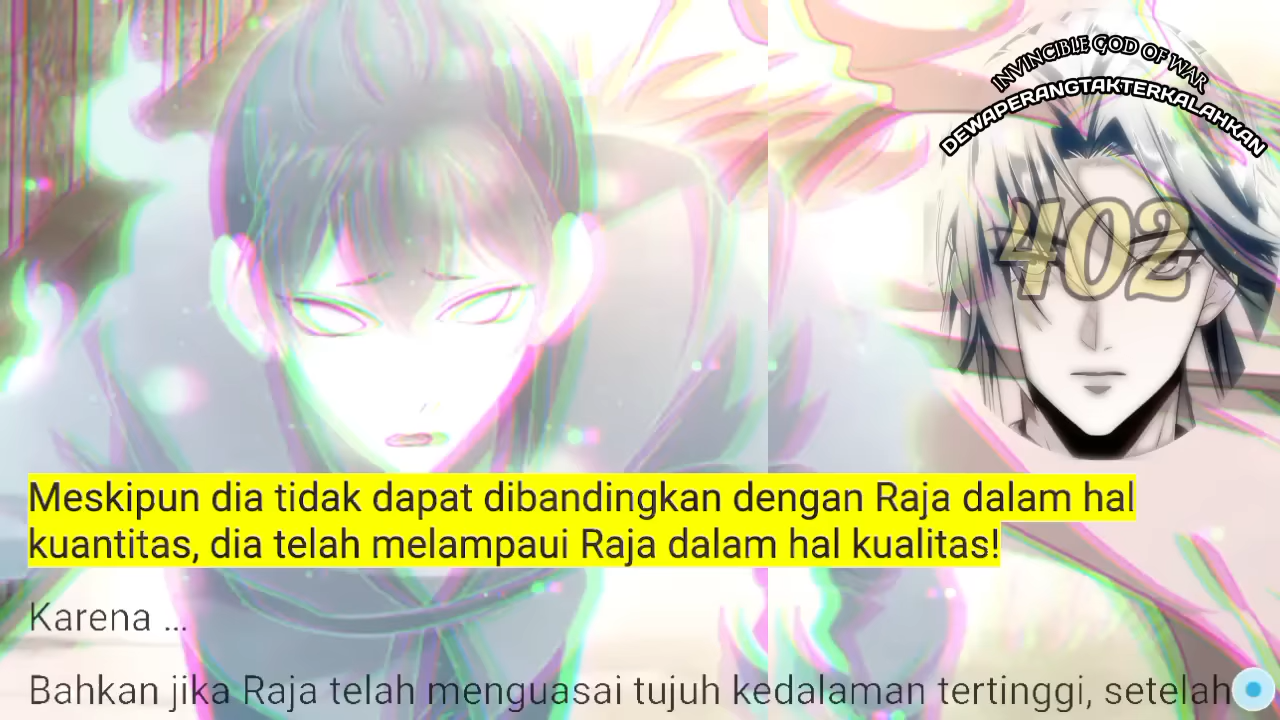 INVINCIBLE GOD OF WAR
DEWAPERANGTAKTERKALAHKAN
402
Meskipun dia tidak dapat dibandingkan dengan Raja dalam hal
kuantitas, dia telah melampaui Raja dalam hal kualitas!
Karena ...
Bahkan jika Raja telah menguasai tujuh kedalaman tertinggi, setelah